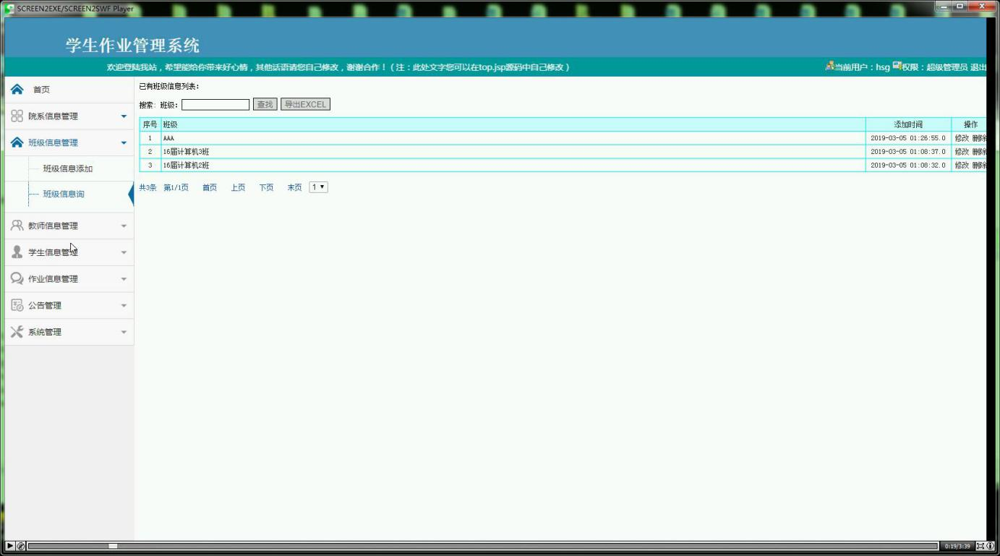 SCREEN2EXE/SCREEN2SWF Player
学生作业管理系统
欢迎登陆我站，希望能给你带来好心情，其他话语请您自己修改，谢谢合作！（注：此处文字您可以在top.jsp源码中自己修改）
当前用户：hsg 权限：超级管理员 退出
首页
院系信息管理
班级信息管理
班级信息添加
班级信息询
教师信息管理
学生信息管理
作业信息管理
公告管理
系统管理
已有班级信息列表：
搜索: 班级： 查找 导出EXCEL
序号 班级 添加时间 操作
1 AAA 2019-03-05 01:26:55.0 修改 删除
2 16届计算机3班 2019-03-05 01:08:37.0 修改 删除
3 16届计算机2班 2019-03-05 01:08:32.0 修改 删除
共3条 第1/1页 首页 上页 下页 末页 1
0:19/3:39